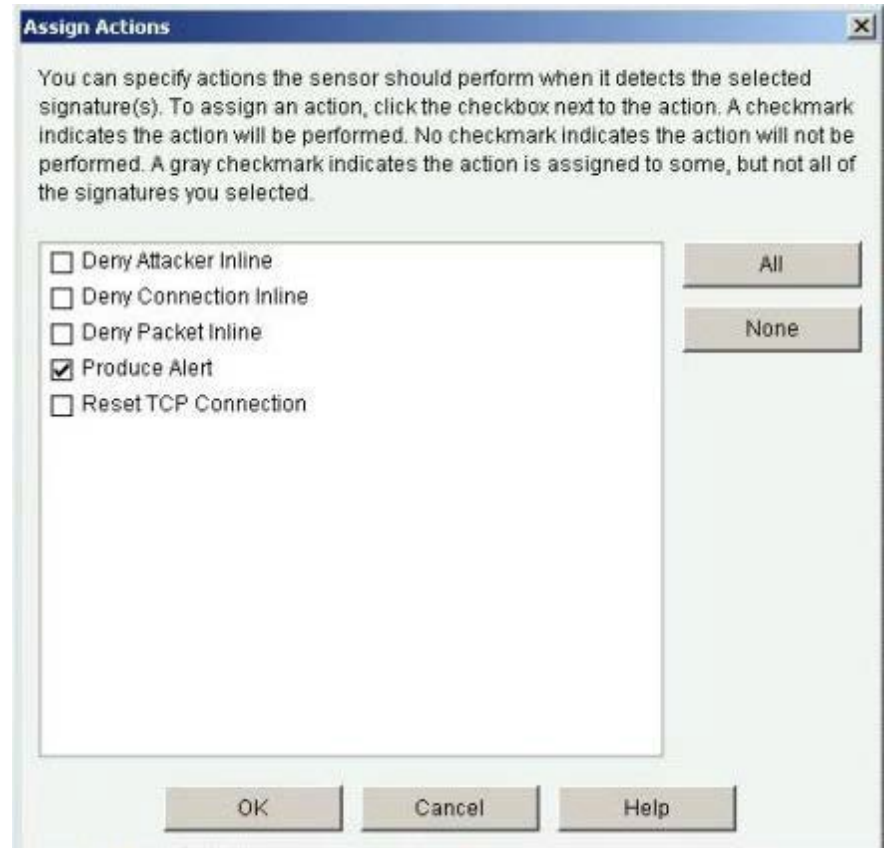 Assign Actions
You can specify actions the sensor should perform when it detects the selected
signature(s). To assign an action, click the checkbox next to the action. A checkmark
indicates the action will be performed. No checkmark indicates the action will not be
performed. A gray checkmark indicates the action is assigned to some, but not all of
the signatures you selected.
Deny Attacker Inline
Deny Connection Inline
Deny Packet Inline
Produce Alert
Reset TCP Connection
All
None
OK
Cancel
Help